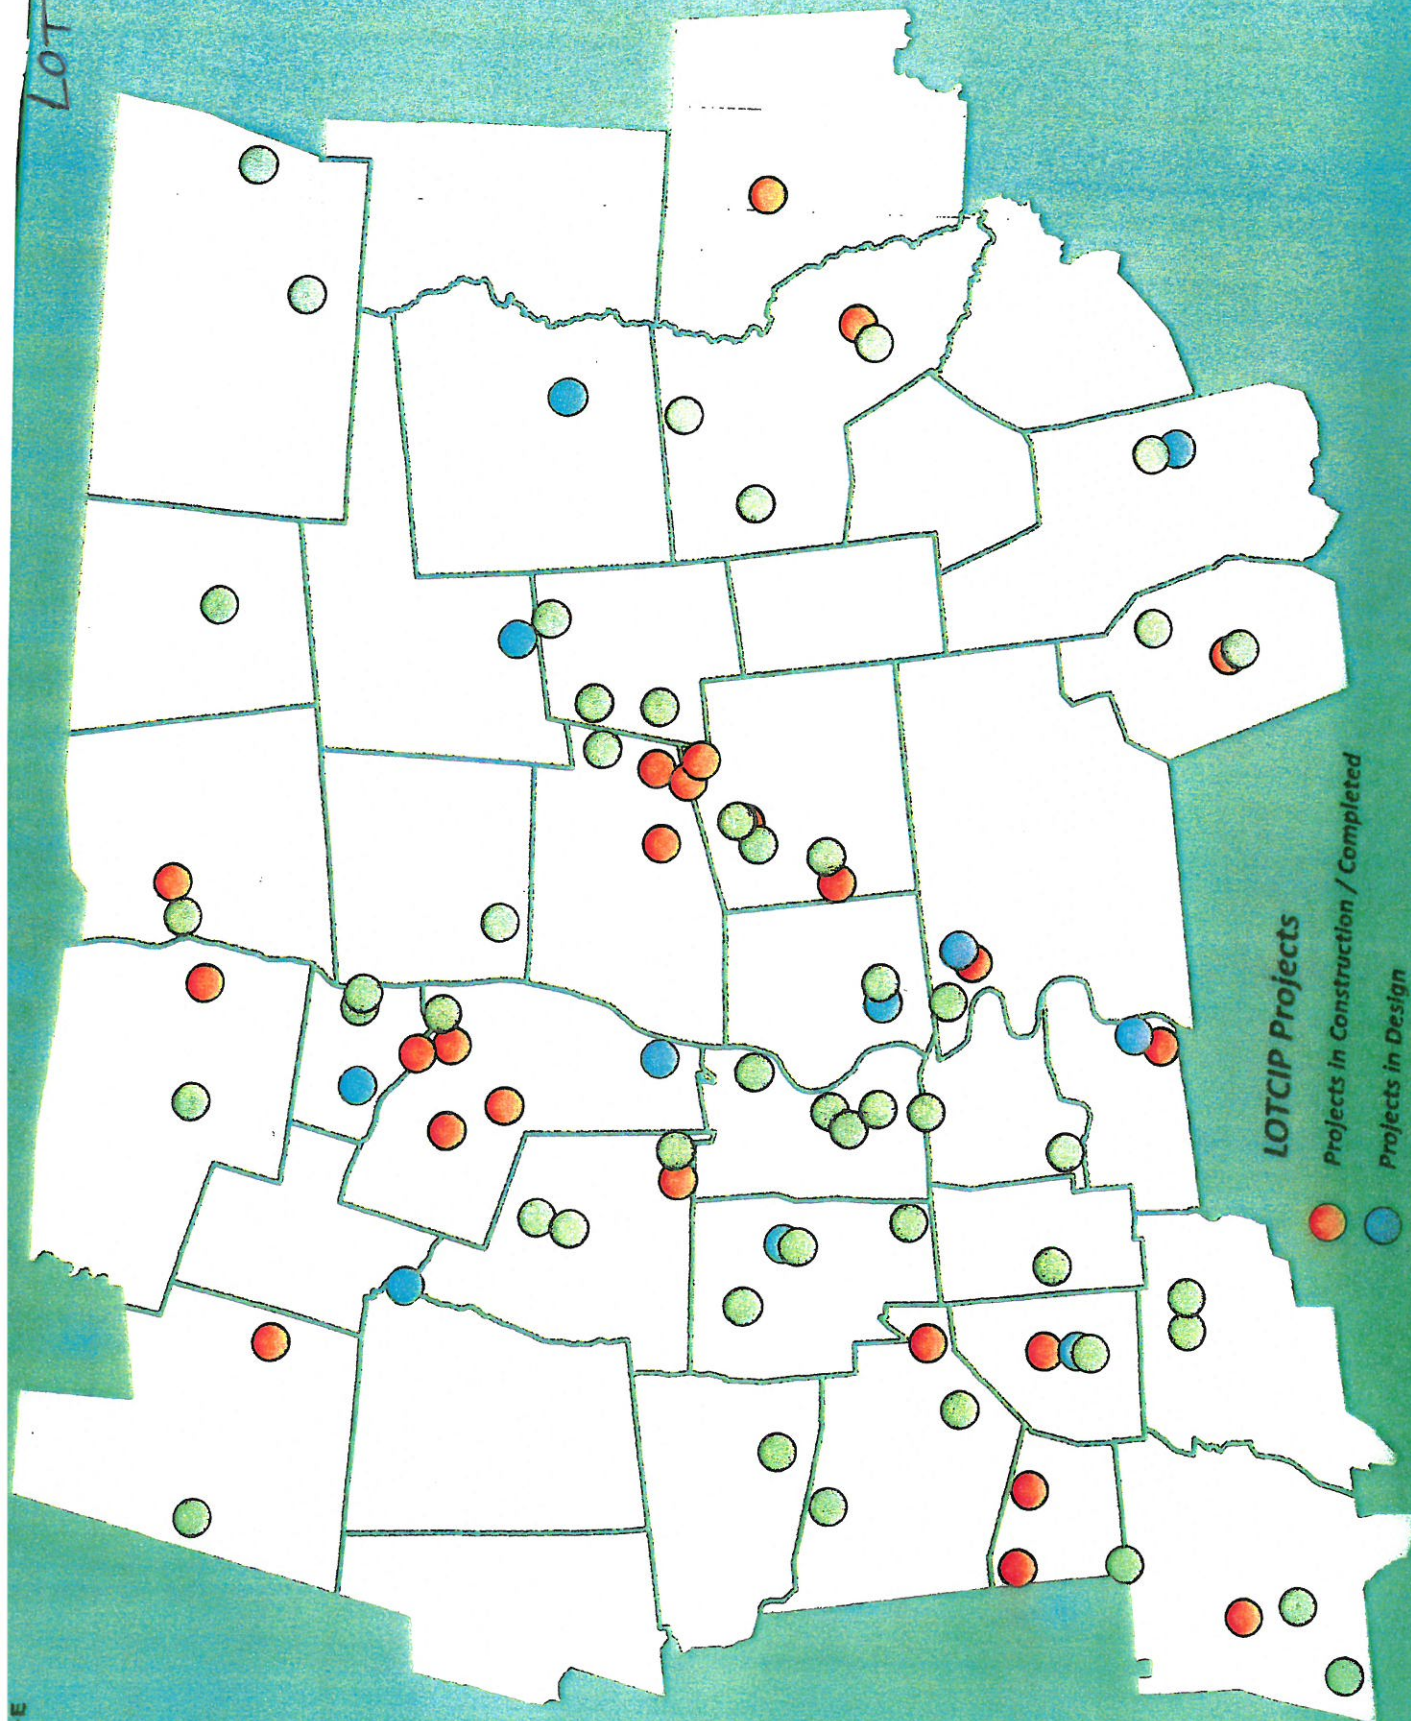 LOT
LOTCIP Projects
Projects in Construction / Completed
Projects in Design
E